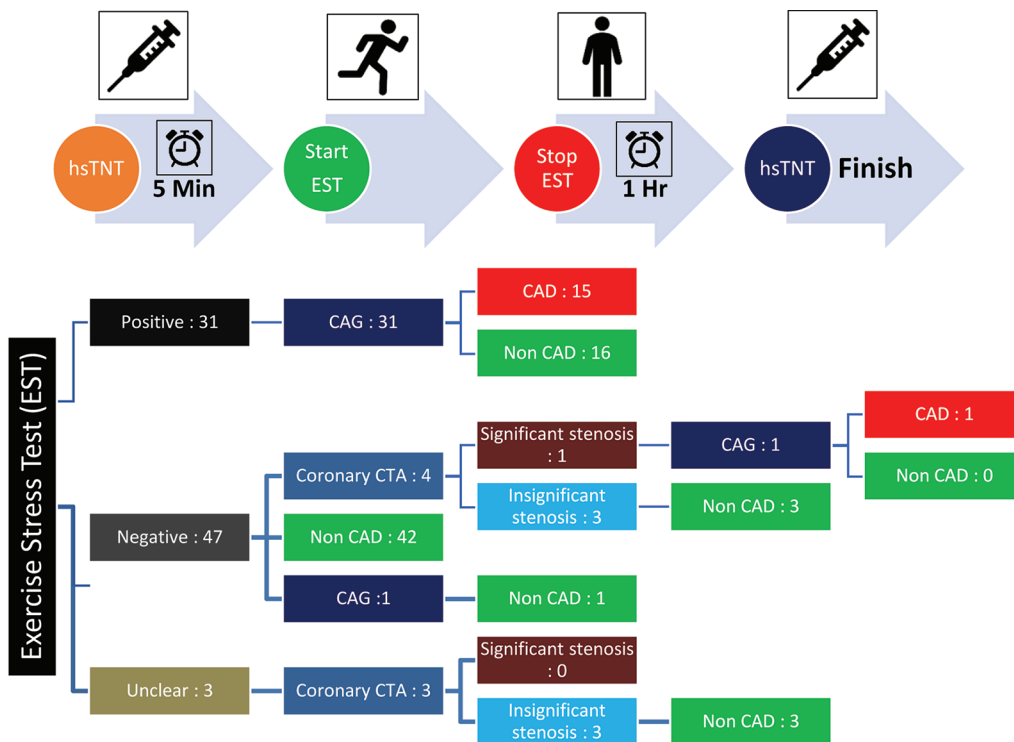 hsTNT
5 Min
Start
EST
Stop
EST
1 Hr
hsTNT
Finish
Exercise Stress Test (EST)
Positive : 31
CAG : 31
CAD : 15
Non CAD : 16
Negative : 47
Coronary CTA : 4
Significant stenosis
: 1
CAG : 1
CAD : 1
Non CAD : 0
Insignificant
stenosis : 3
Non CAD : 3
Non CAD : 42
CAG :1
Non CAD : 1
Unclear : 3
Coronary CTA : 3
Significant stenosis
: 0
Insignificant
stenosis : 3
Non CAD : 3